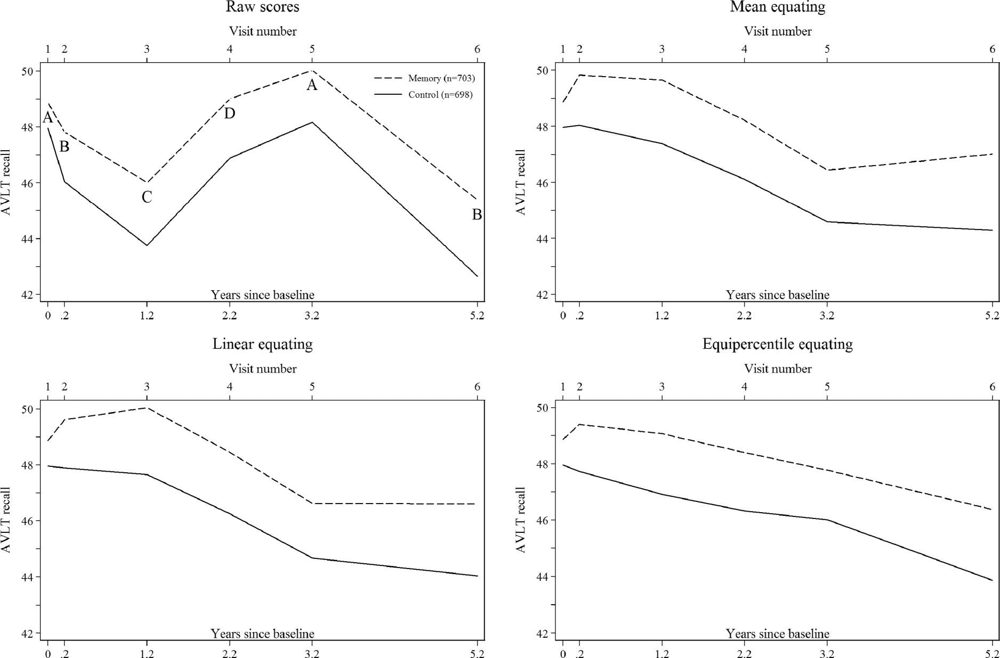 Raw scores
Visit number
1 2 3 4 5 6
50
48
46
44
42
AVLT recall
Memory (n=703)
Control (n=698)
A
B
C
D
A
B
Years since baseline
0 .2 1.2 2.2 3.2 5.2
Mean equating
Visit number
1 2 3 4 5 6
50
48
46
44
42
AVLT recall
Years since baseline
0 .2 1.2 2.2 3.2 5.2
Linear equating
Visit number
1 2 3 4 5 6
50
48
46
44
42
AVLT recall
Years since baseline
0 .2 1.2 2.2 3.2 5.2
Equipercentile equating
Visit number
1 2 3 4 5 6
50
48
46
44
42
AVLT recall
Years since baseline
0 .2 1.2 2.2 3.2 5.2